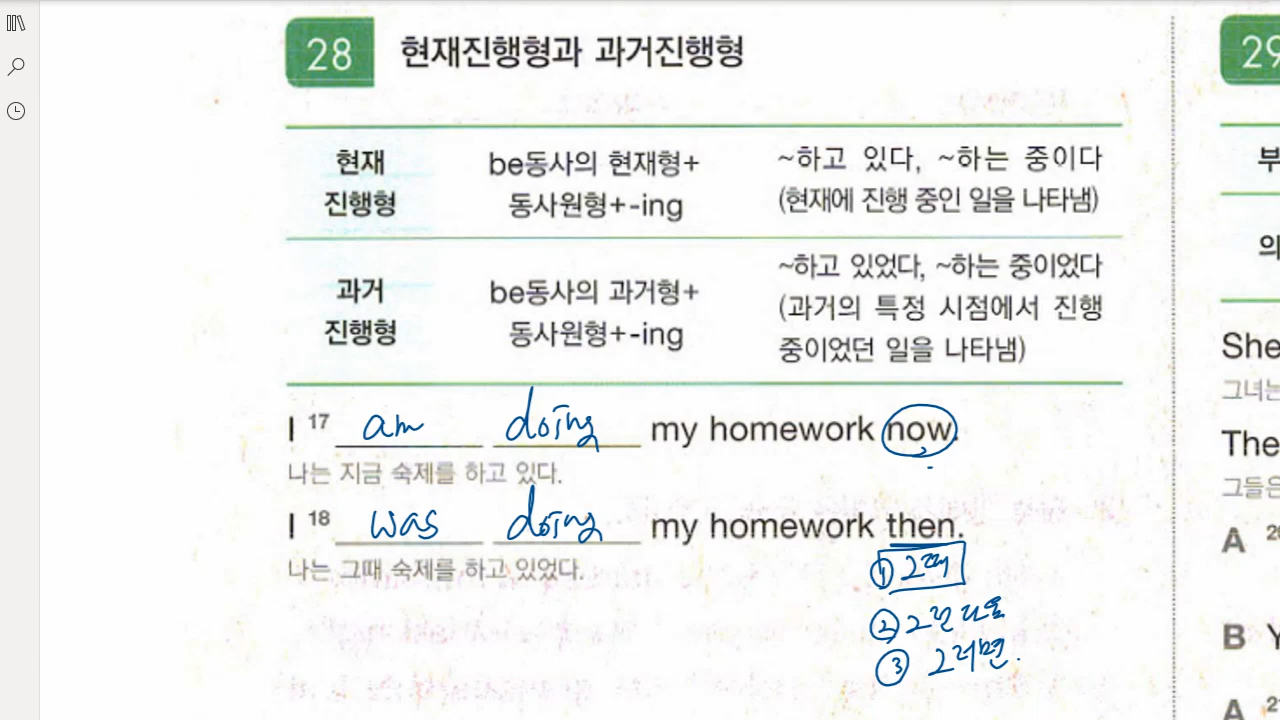 28 현재진행형과 과거진행형
29
현재 진행형
be동사의 현재형+
동사원형+-ing
~하고 있다, ~하는 중이다
(현재에 진행 중인 일을 나타냄)
과거 진행형
be동사의 과거형+
동사원형+-ing
~하고 있었다, ~하는 중이었다
(과거의 특정 시점에서 진행
중이었던 일을 나타냄)
I 17 am doing my homework now.
나는 지금 숙제를 하고 있다.
I 18 was doing my homework then.
나는 그때 숙제를 하고 있었다.
① 그때
② 그런 다음
③ 그러면.
부
의
She
그녀는
The
그들은
A
B Y
A